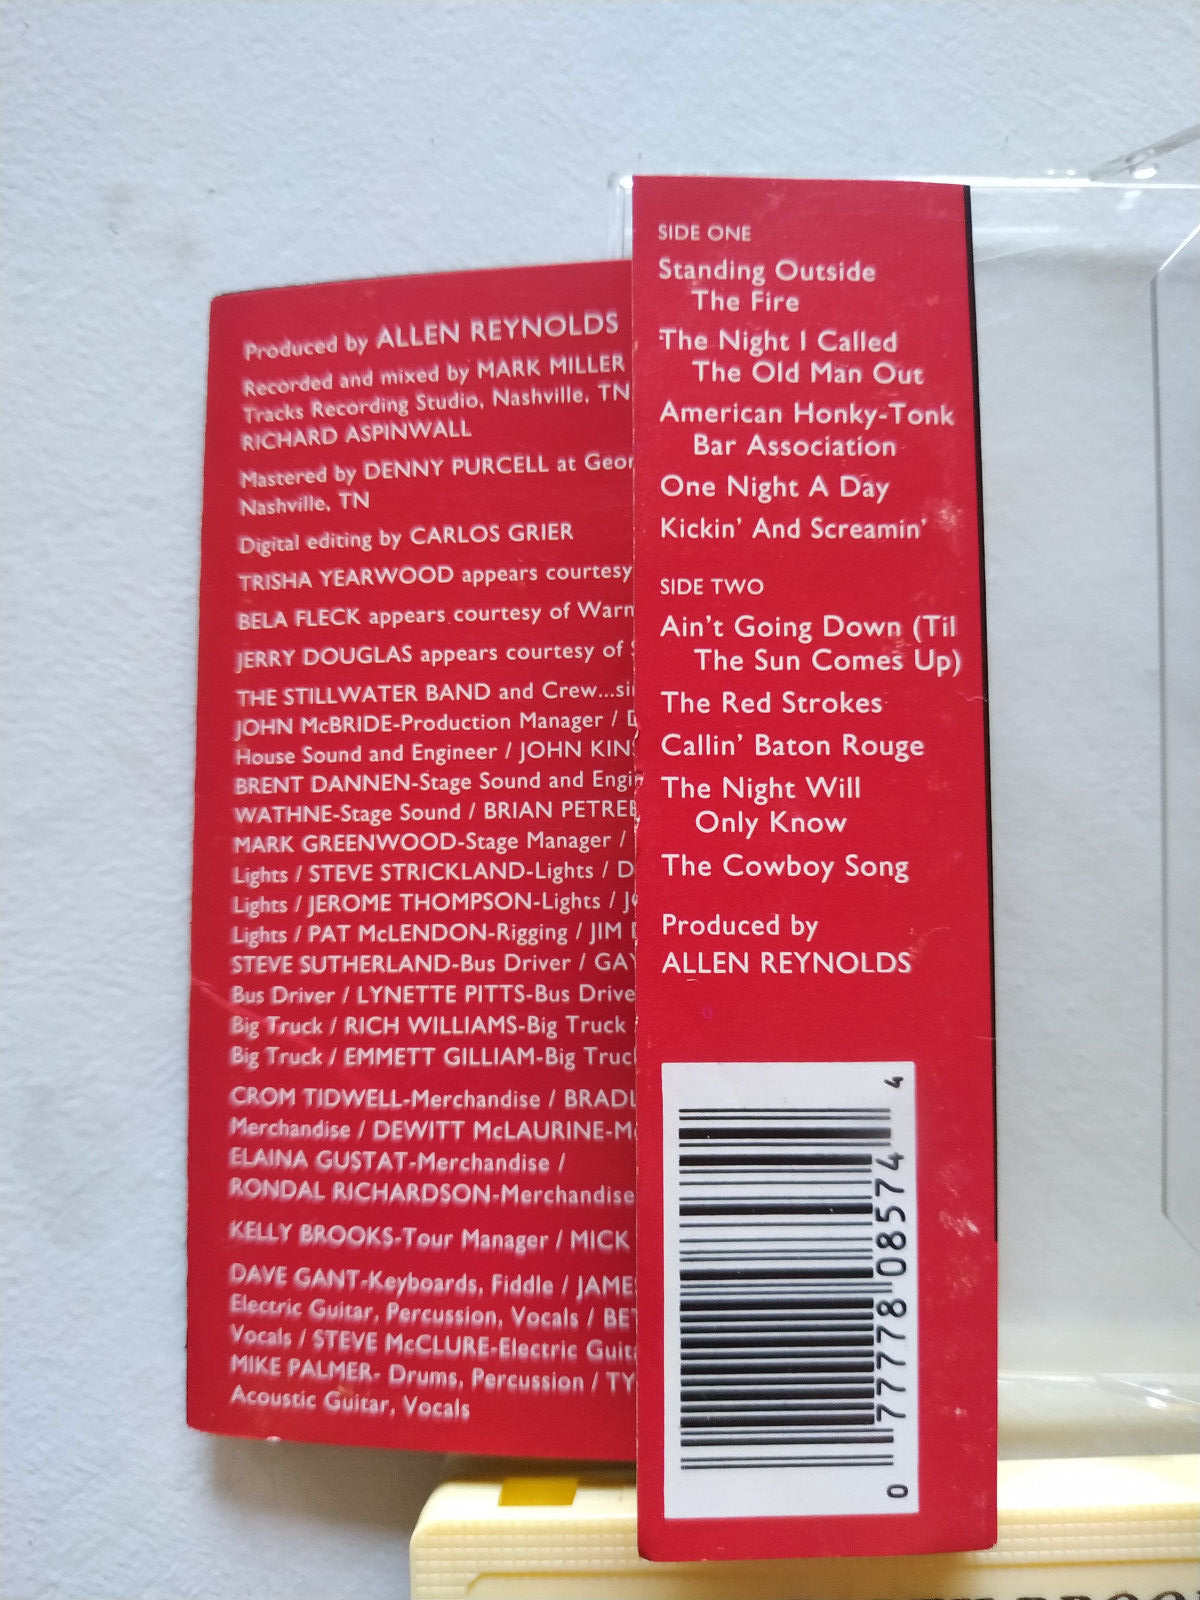 Produced by ALLEN REYNOLDS
Recorded and mixed by MARK MILLER
Tracks Recording Studio, Nashville, TN
RICHARD ASPINWALL
Mastered by DENNY PURCELL at
Nashville, TN
Digital editing by CARLOS GRIER
TRISHA YEARWOOD appears courtesy
BELA FLECK appears courtesy of
JERRY DOUGLAS appears courtesy of
THE STILLWATER BAND and Crew...
JOHN McBRIDE-Production Manager /
House Sound and Engineer / JOHN
BRENT DANNEN-Stage Sound and
WATHNE-Stage Sound / BRIAN
MARK GREENWOOD-Stage Manager /
Lights / STEVE STRICKLAND-Lights /
Lights / JEROME THOMPSON-Lights /
Lights / PAT McLENDON-Rigging / JIM
STEVE SUTHERLAND-Bus Driver /
Bus Driver / LYNETTE PITTS-Bus
Big Truck / RICH WILLIAMS-Big Truck
Big Truck / EMMETT GILLIAM-Big
CROM TIDWELL-Merchandise /
Merchandise / DEWITT McLAURINE-
ELAINA GUSTAT-Merchandise /
RONDAL RICHARDSON-Merchandise
KELLY BROOKS-Tour Manager / MICK
DAVE GANT-Keyboards, Fiddle /
Electric Guitar, Percussion, Vocals /
Vocals / STEVE McCLURE-Electric
MIKE PALMER- Drums, Percussion /
Acoustic Guitar, Vocals
SIDE ONE
Standing Outside
The Fire
The Night I Called
The Old Man Out
American Honky-Tonk
Bar Association
One Night A Day
Kickin' And Screamin'
SIDE TWO
Ain't Going Down (Til
The Sun Comes Up)
The Red Strokes
Callin' Baton Rouge
The Night Will
Only Know
The Cowboy Song
Produced by
ALLEN REYNOLDS
0 77778 08574 4